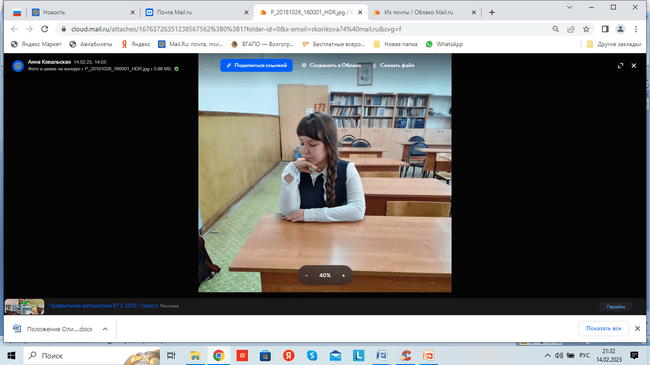 Новость
Почта Mail.ru
P_20181026_160001_HDR.jpg / О
Из почты / Облако Mail.ru
cloud.mail.ru/attaches/16763726351238567562%3B0%3B1?folder-id=0&x-email=skorikova74%40mail.ru&cvg=f
Яндекс Маркет
Авиабилеты
Яндекс
Mail.Ru: почта, пои...
ВГАПО — Волгогр...
Бесплатные всеро...
Новая папка
WhatsApp
Другие закладки
Анна Ковальская 14.02.23, 14:03
Фото и двеме на конкурс • P_20181026_160001_HDR.jpg • 0.00 МБ
Поделиться ссылкой
Сохранить в Облако
Скачать файл
??
- 40% +
Профильная математика ЕГЭ 2023 г Умскул Реклама
Перейти
Положение Оли....docx
Показать все
Поиск
РУС
21:32
14.02.2023